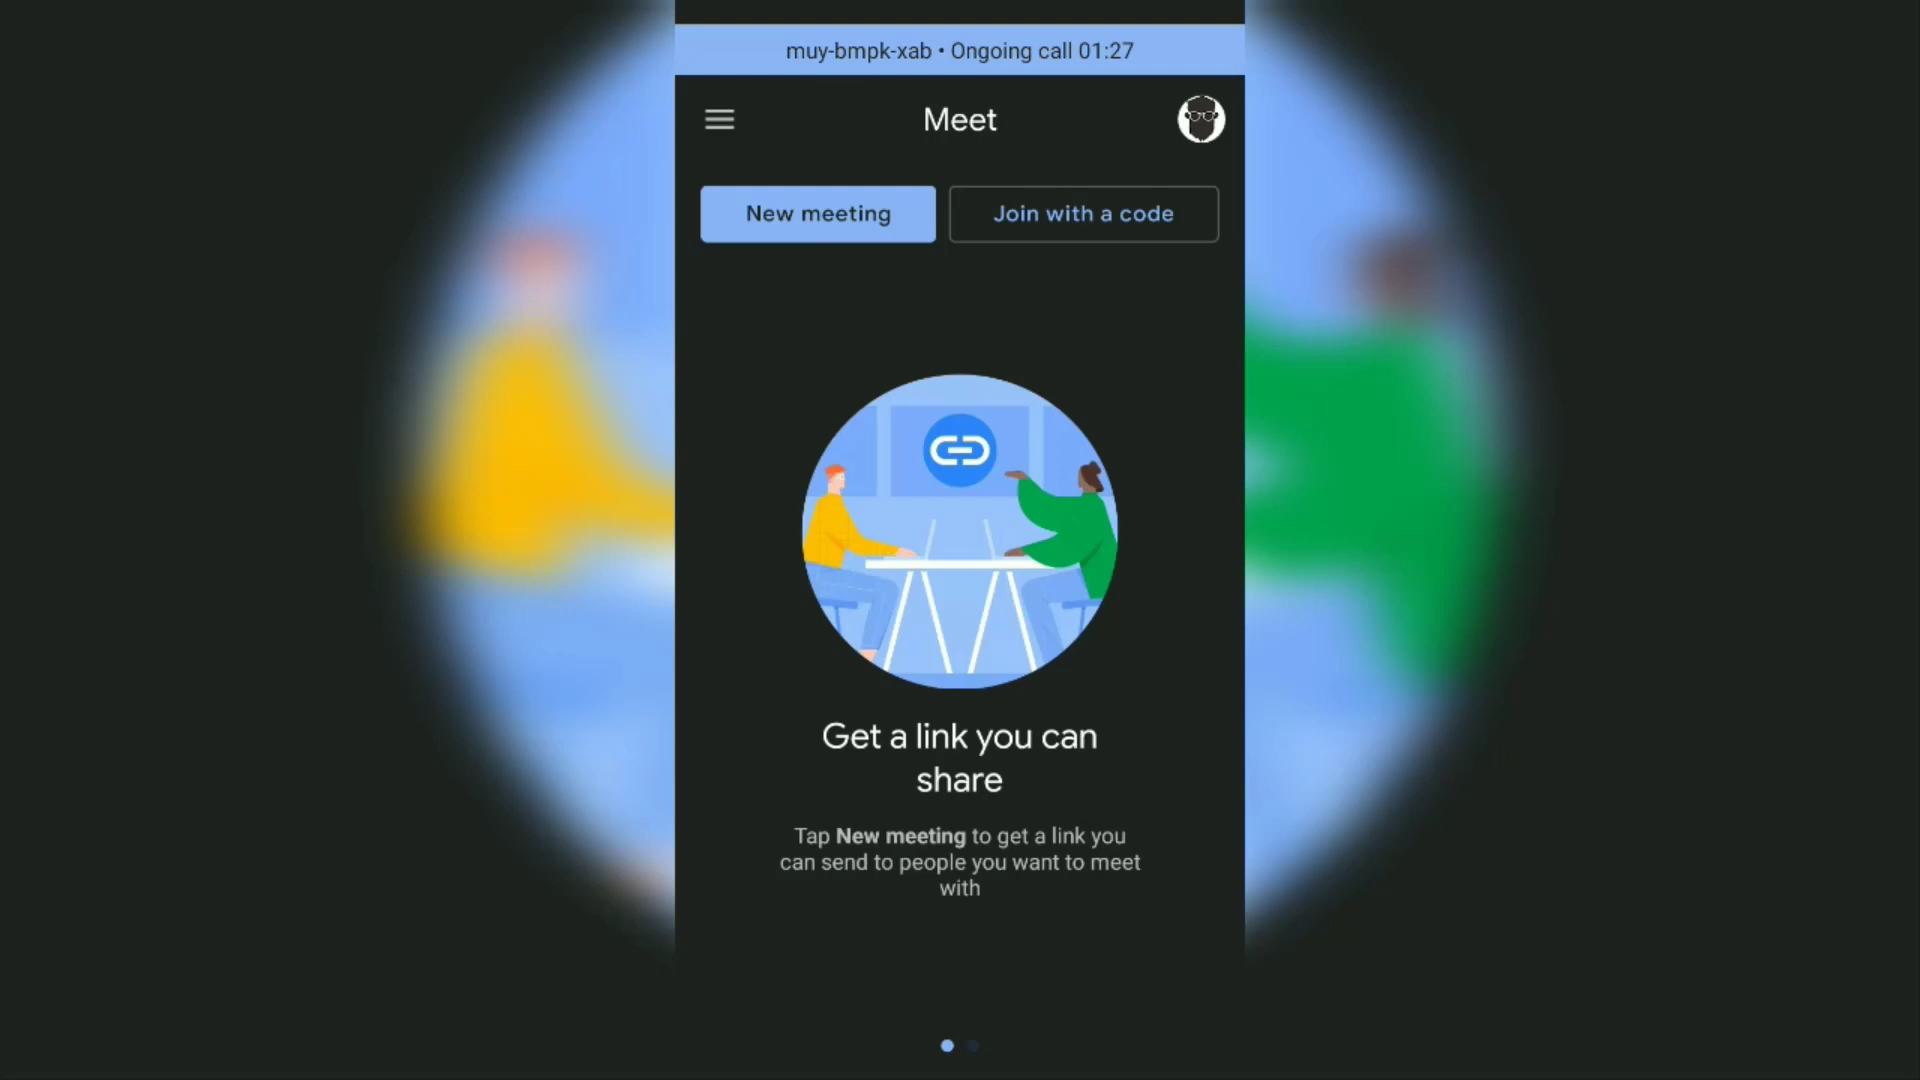 muy-bmpk-xab • Ongoing call 01:27
Meet
New meeting
Join with a code
Get a link you can
share
Tap New meeting to get a link you
can send to people you want to meet
with